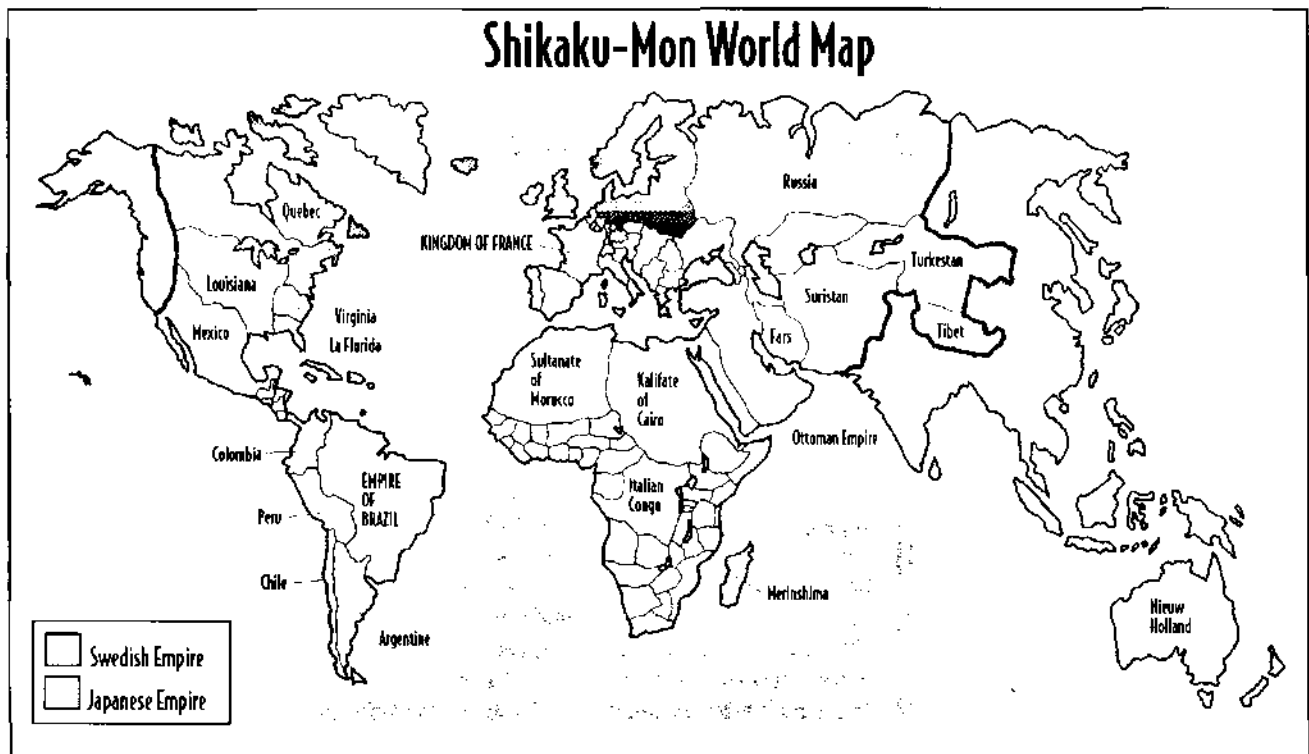 Shikaku-Mon World Map
Quebec
Russia
KINGDOM OF FRANCE
Louisiana
Turkestan
Suristan
Virginia
Mexico
La Florida
Fars
Tibet
Sultanate
of
Morocco
Kalifate
of
Cairo
Ottoman Empire
Colombia
EMPIRE
OF
BRAZIL
Italian
Congo
Peru
Chile
Merinshima
Nieuw
Holland
Argentine
Swedish Empire
Japanese Empire